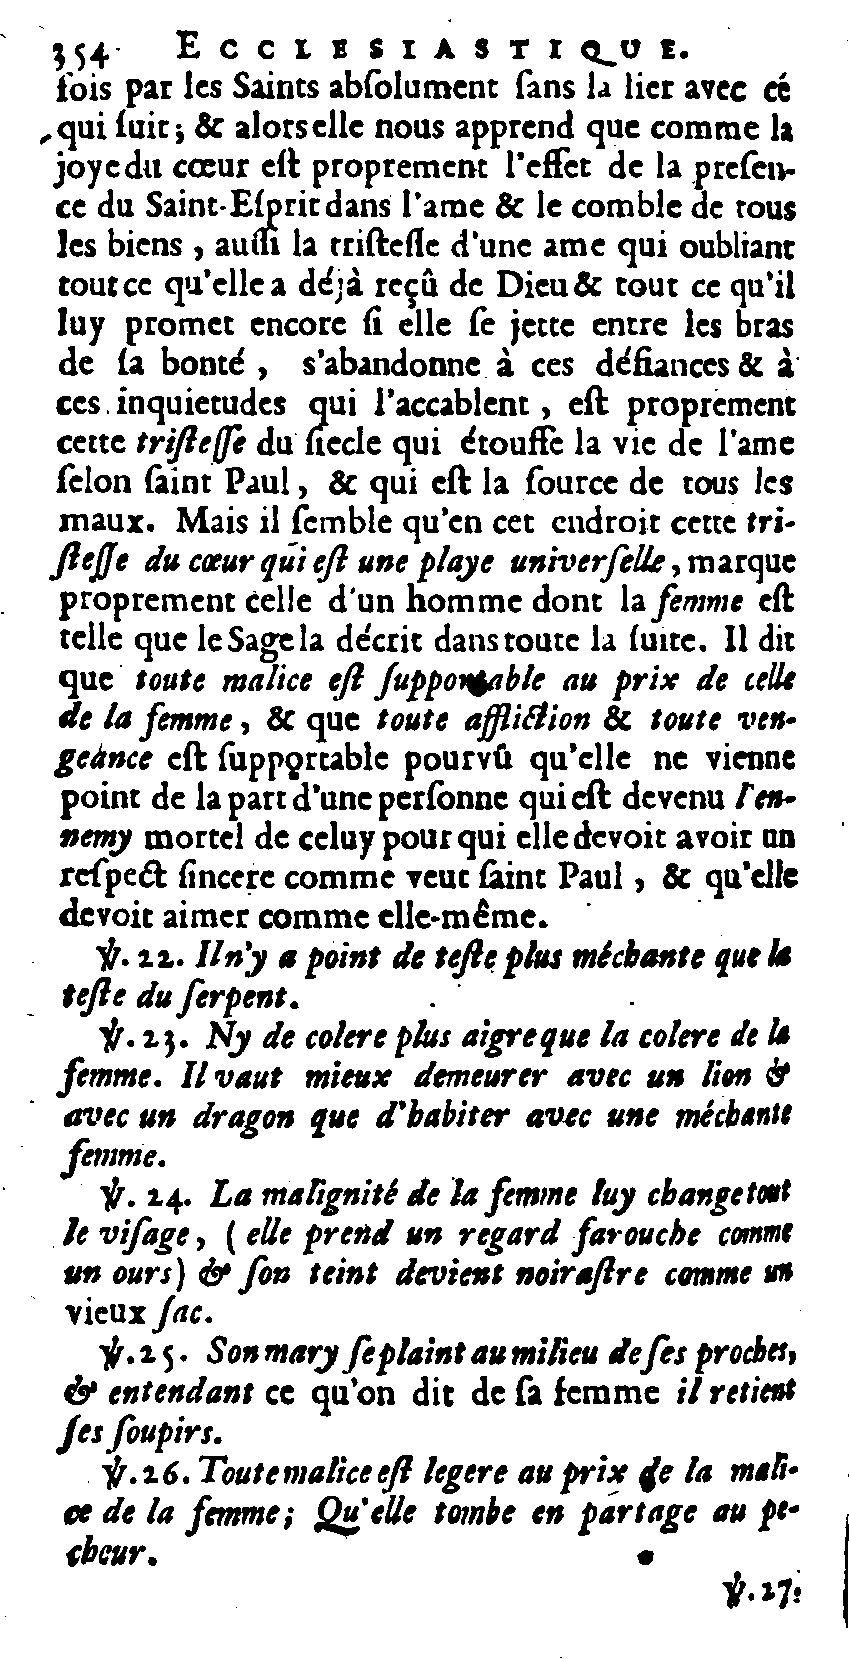 354 ECCLESIASTIQUE.
fois par les Saints abſolument ſans la lier avec cé
qui ſuit; & alors elle nous apprend que comme la
joye du cœur eſt proprement l'effet de la preſen-
ce du Saint-Eſprit dans l'ame & le comble de tous
les biens, auſſi la triſteſſe d'une ame qui oubliant
tout ce qu'elle a déjà reçû de Dieu & tout ce qu'il
luy promet encore ſi elle ſe jette entre les bras
de ſa bonté, s'abandonne à ces défiances & à
ces inquietudes qui l'accablent, eſt proprement
cette triſteſſe du ſiecle qui étouffe la vie de l'ame
ſelon ſaint Paul, & qui eſt la ſource de tous les
maux. Mais il ſemble qu'en cet endroit cette tri-
ſteſſe du cœur qui eſt une playe univerſelle, marque
proprement celle d'un homme dont la femme eſt
telle que le Sage la décrit dans toute la ſuite. Il dit
que toute malice eſt ſupportable au prix de celle
de la femme, & que toute affliction & toute ven-
geance eſt ſupportable pourvû qu'elle ne vienne
point de la part d'une perſonne qui eſt devenu l'en-
nemy mortel de celuy pour qui elle devoit avoir un
reſpect ſincere comme veut ſaint Paul, & qu'elle
devoit aimer comme elle-même.
℣. 22. Il n'y a point de teſte plus méchante que la
teſte du ſerpent.
℣. 23. Ny de colere plus aigre que la colere de la
femme. Il vaut mieux demeurer avec un lion &
avec un dragon que d'habiter avec une méchante
femme.
℣. 24. La malignité de la femme luy change tout
le viſage, (elle prend un regard farouche comme
un ours) & ſon teint devient noiraſtre comme un
vieux ſac.
℣. 25. Son mary ſe plaint au milieu de ſes proches,
& entendant ce qu'on dit de ſa femme il retient
ſes ſoupirs.
℣. 26. Toute malice eſt legere au prix de la mali-
ce de la femme; Qu'elle tombe en partage au pe-
cheur.
℣. 27.